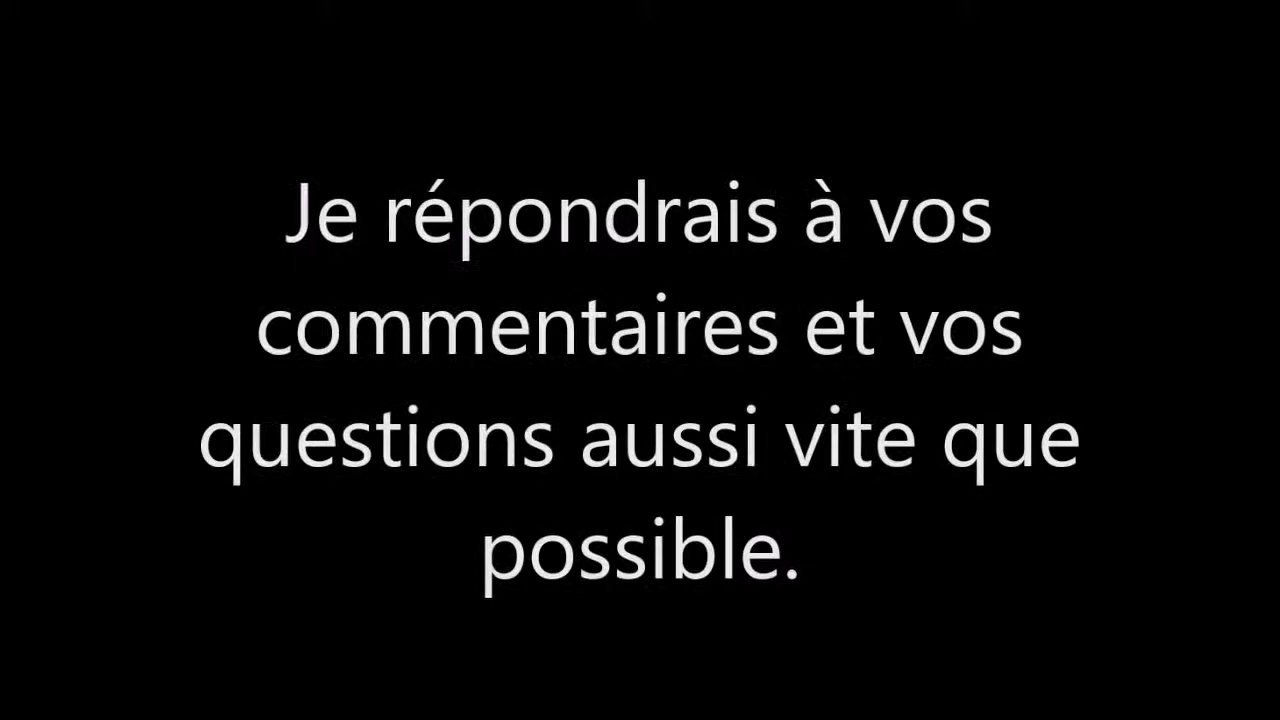 Je répondrais à vos
commentaires et vos
questions aussi vite que
possible.